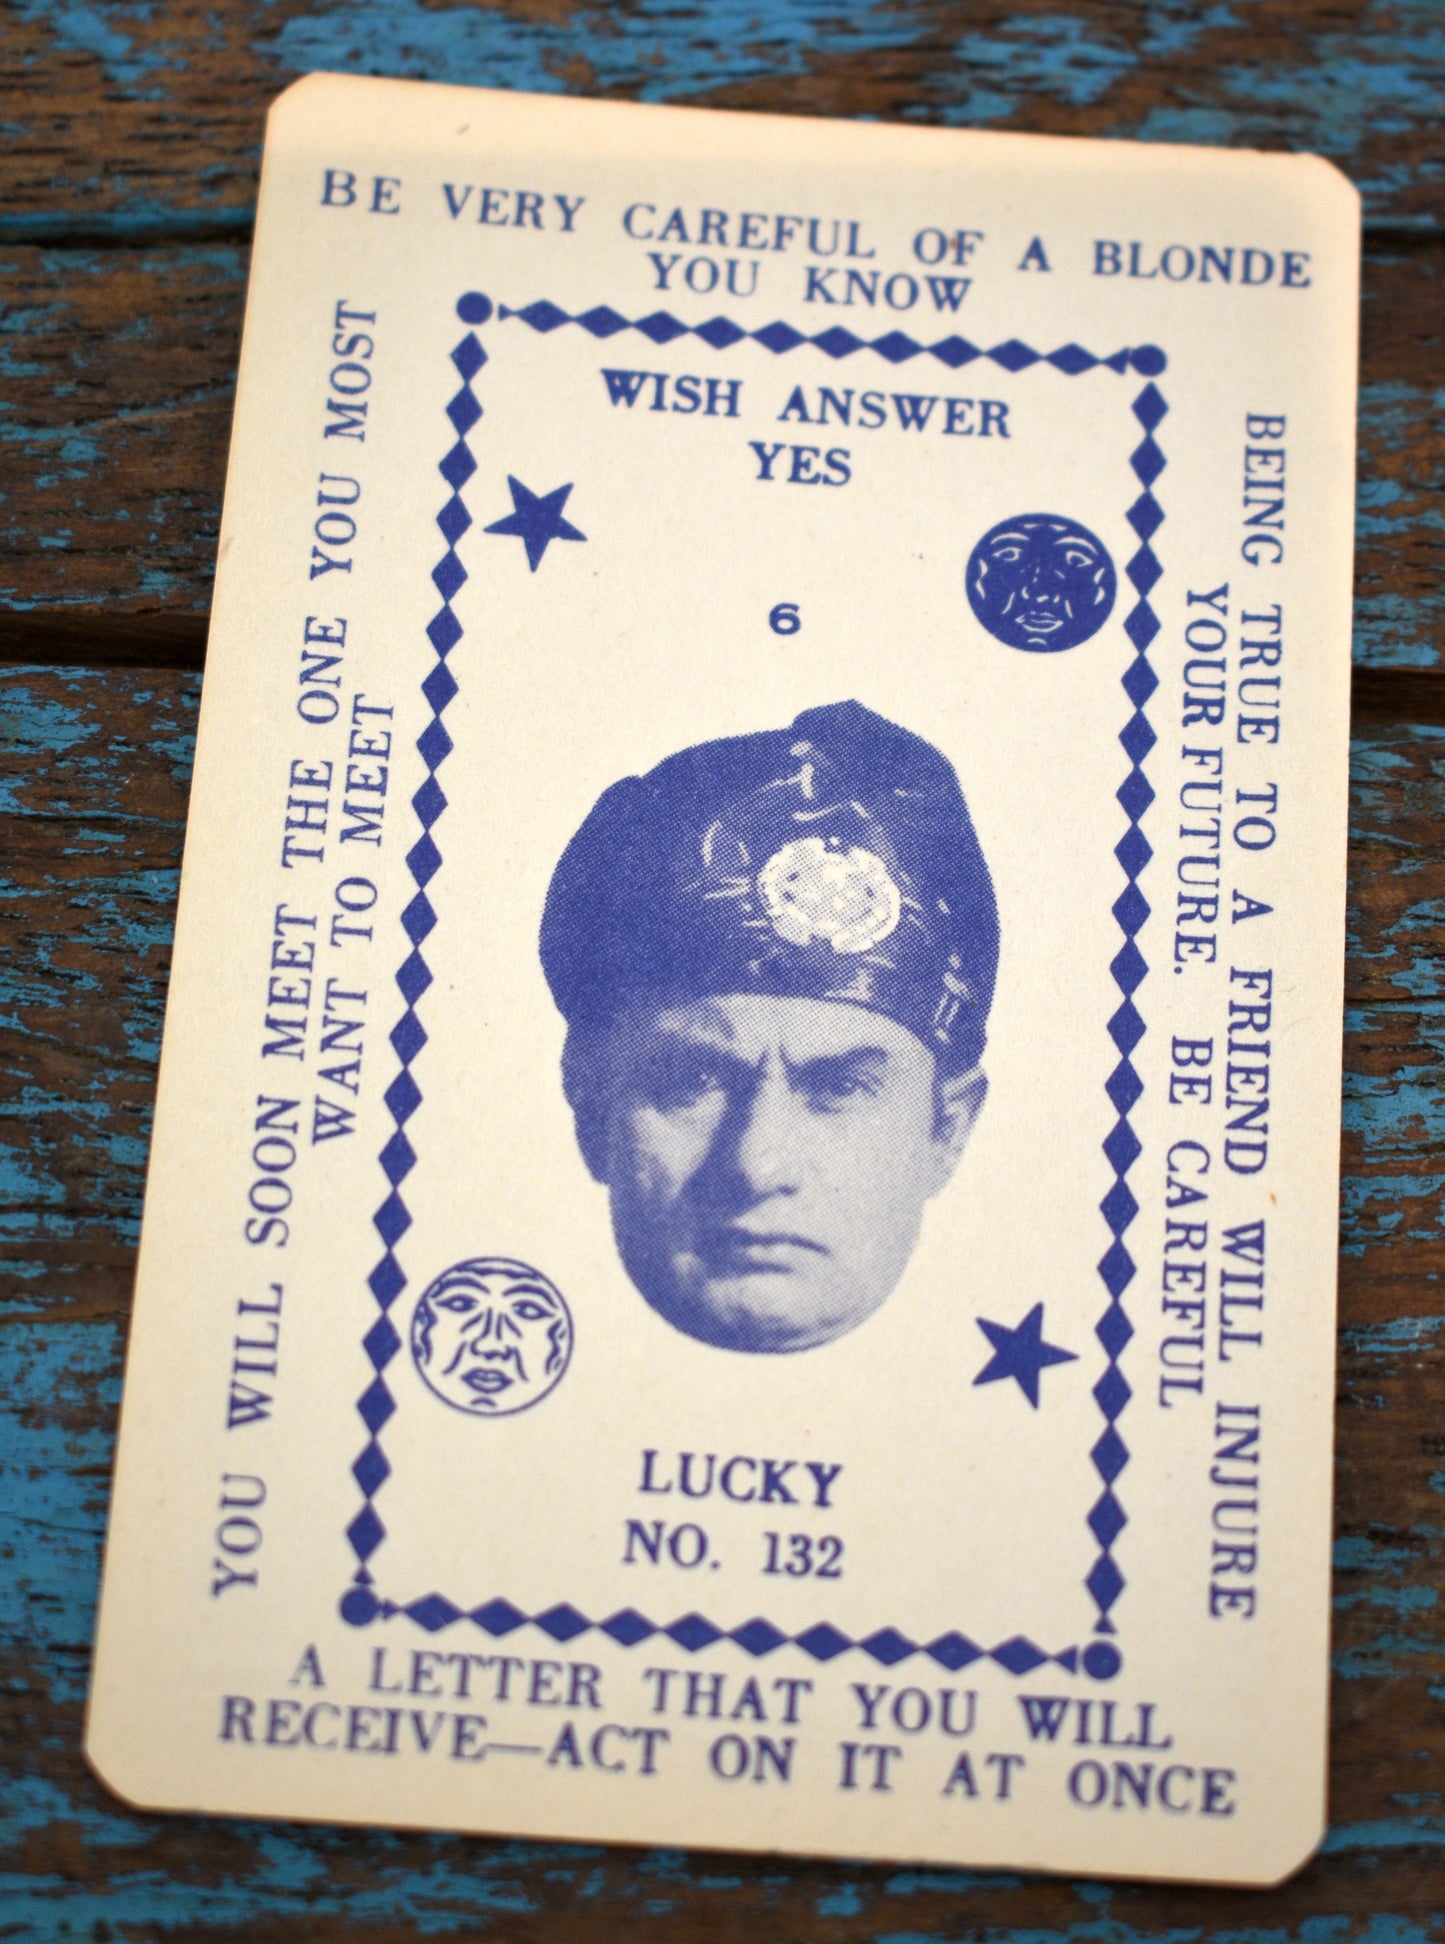 BE VERY CAREFUL OF A BLONDE
YOU KNOW
YOU WILL SOON MEET THE ONE YOU MOST
WANT TO MEET
WISH ANSWER
YES
6
LUCKY
NO. 132
BEING TRUE TO A FRIEND WILL INJURE
YOUR FUTURE. BE CAREFUL
A LETTER THAT YOU WILL
RECEIVE—ACT ON IT AT ONCE